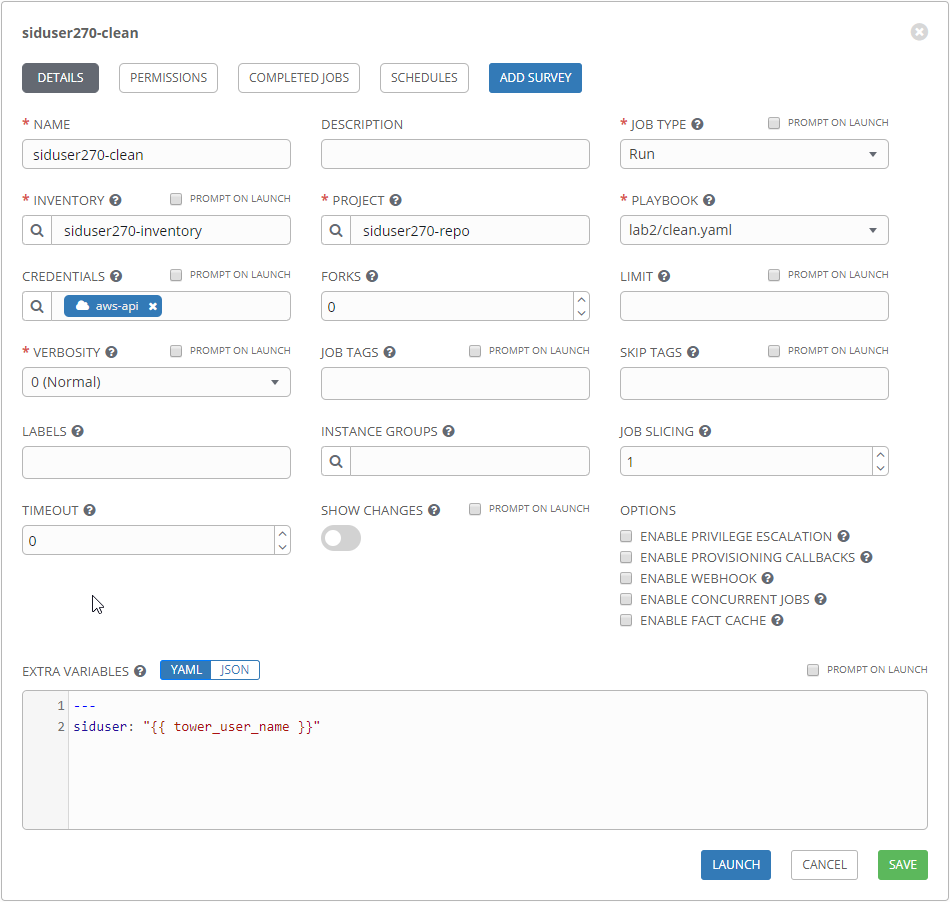 siduser270-clean
DETAILS PERMISSIONS COMPLETED JOBS SCHEDULES ADD SURVEY
* NAME DESCRIPTION * JOB TYPE PROMPT ON LAUNCH
siduser270-clean Run
* INVENTORY PROMPT ON LAUNCH * PROJECT * PLAYBOOK
siduser270-inventory siduser270-repo lab2/clean.yaml
CREDENTIALS PROMPT ON LAUNCH FORKS LIMIT PROMPT ON LAUNCH
aws-api 0
* VERBOSITY PROMPT ON LAUNCH JOB TAGS PROMPT ON LAUNCH SKIP TAGS PROMPT ON LAUNCH
0 (Normal)
LABELS INSTANCE GROUPS JOB SLICING
1
TIMEOUT SHOW CHANGES PROMPT ON LAUNCH OPTIONS
0
ENABLE PRIVILEGE ESCALATION
ENABLE PROVISIONING CALLBACKS
ENABLE WEBHOOK
ENABLE CONCURRENT JOBS
ENABLE FACT CACHE
EXTRA VARIABLES YAML JSON PROMPT ON LAUNCH
1 ---
2 siduser: "{{ tower_user_name }}"
LAUNCH CANCEL SAVE